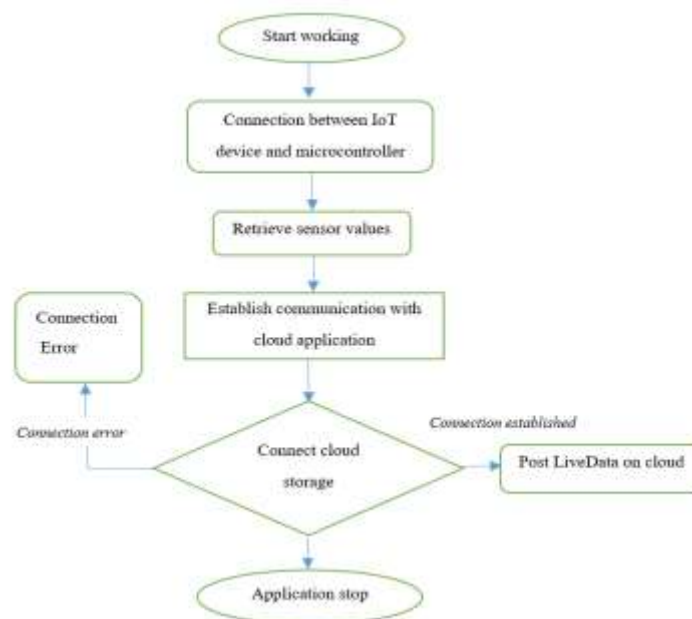 Start working
Connection between IoT
device and microcontroller
Retrieve sensor values
Establish communication with
cloud application
Connection
Error
Connection error
Connection established
Connect cloud
storage
Post LiveData on cloud
Application stop